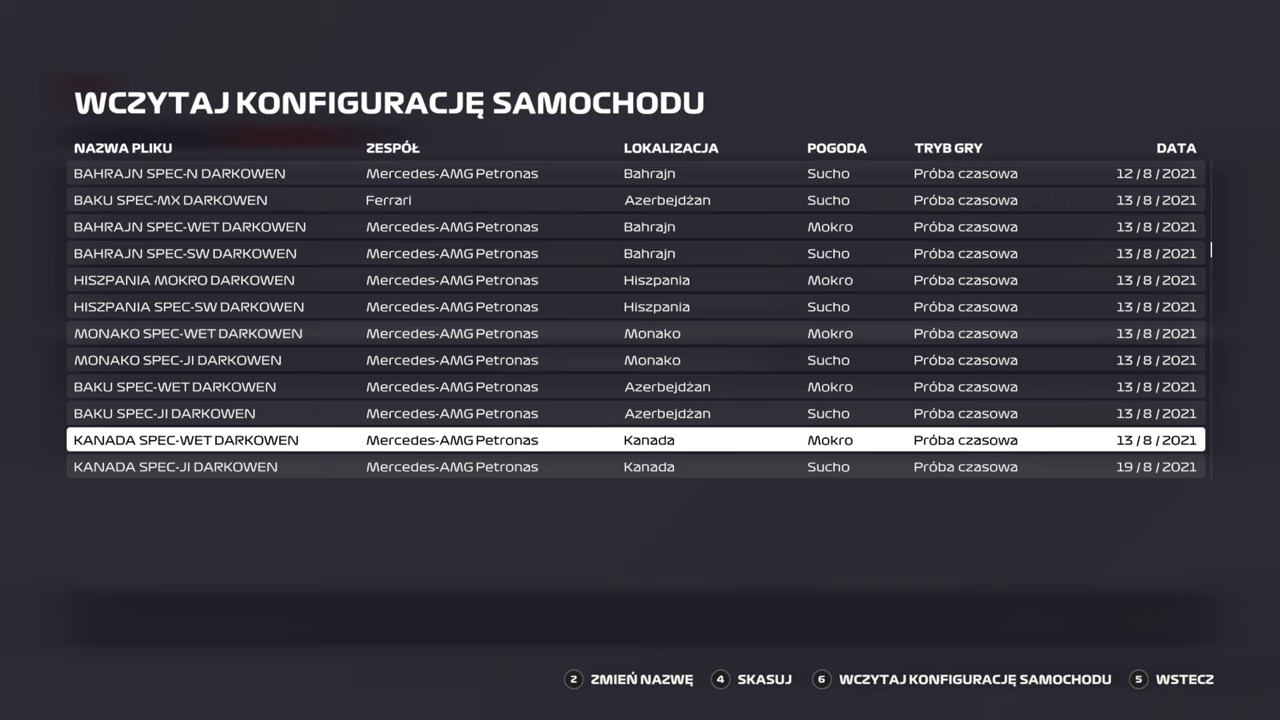 WCZYTAJ KONFIGURACJĘ SAMOCHODU
NAZWA PLIKU ZESPÓŁ LOKALIZACJA POGODA TRYB GRY DATA
BAHRAJN SPEC-N DARKOWEN Mercedes-AMG Petronas Bahrajn Sucho Próba czasowa 12/8/2021
BAKU SPEC-MX DARKOWEN Ferrari Azerbejdżan Sucho Próba czasowa 13/8/2021
BAHRAJN SPEC-WET DARKOWEN Mercedes-AMG Petronas Bahrajn Mokro Próba czasowa 13/8/2021
BAHRAJN SPEC-SW DARKOWEN Mercedes-AMG Petronas Bahrajn Sucho Próba czasowa 13/8/2021
HISZPANIA MOKRO DARKOWEN Mercedes-AMG Petronas Hiszpania Mokro Próba czasowa 13/8/2021
HISZPANIA SPEC-SW DARKOWEN Mercedes-AMG Petronas Hiszpania Sucho Próba czasowa 13/8/2021
MONAKO SPEC-WET DARKOWEN Mercedes-AMG Petronas Monako Mokro Próba czasowa 13/8/2021
MONAKO SPEC-JI DARKOWEN Mercedes-AMG Petronas Monako Sucho Próba czasowa 13/8/2021
BAKU SPEC-WET DARKOWEN Mercedes-AMG Petronas Azerbejdżan Mokro Próba czasowa 13/8/2021
BAKU SPEC-JI DARKOWEN Mercedes-AMG Petronas Azerbejdżan Sucho Próba czasowa 13/8/2021
KANADA SPEC-WET DARKOWEN Mercedes-AMG Petronas Kanada Mokro Próba czasowa 13/8/2021
KANADA SPEC-JI DARKOWEN Mercedes-AMG Petronas Kanada Sucho Próba czasowa 19/8/2021
2 ZMIEŃ NAZWĘ 4 SKASUJ 6 WCZYTAJ KONFIGURACJĘ SAMOCHODU 5 WSTECZ